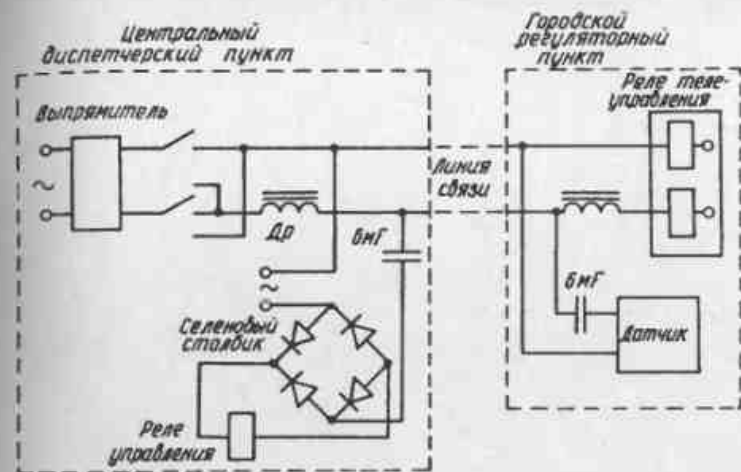 Центральный
диспетчерский пункт
Выпрямитель
~
Др
6мГ
~
Селеновый
столбик
Реле
управления
Линия
связи
Городской
регуляторный
пункт
Реле теле-
управления
6мГ
Датчик